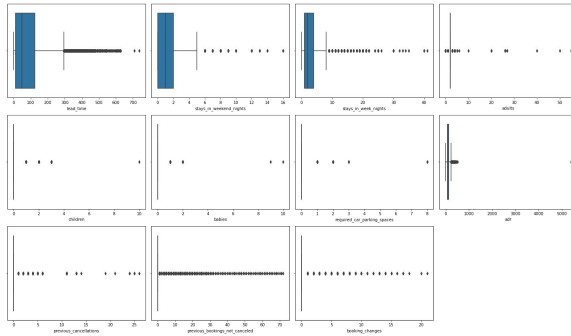 0 100 200 300 400 500 600 700
lead_time
0 2 4 6 8 10 12 14 16
stays_in_weekend_nights
0 10 20 30 40
stays_in_week_nights
0 10 20 30 40 50
adults
0 2 4 6 8 10
children
0 2 4 6 8 10
babies
0 1 2 3 4 5 6 7 8
required_car_parking_spaces
0 1000 2000 3000 4000 5000
adr
0 5 10 15 20 25
previous_cancellations
0 10 20 30 40 50 60 70
previous_bookings_not_canceled
0 5 10 15 20
booking_changes